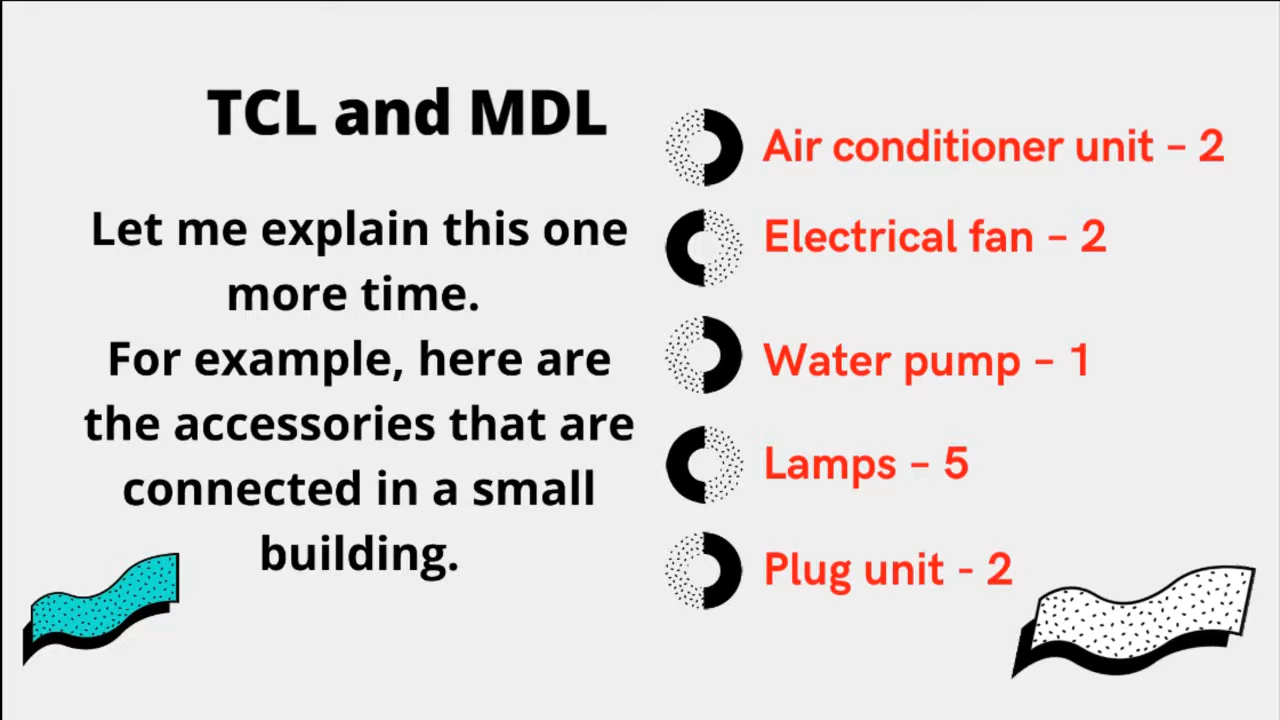 TCL and MDL
Let me explain this one
more time.
For example, here are
the accessories that are
connected in a small
building.
Air conditioner unit – 2
Electrical fan – 2
Water pump – 1
Lamps – 5
Plug unit - 2